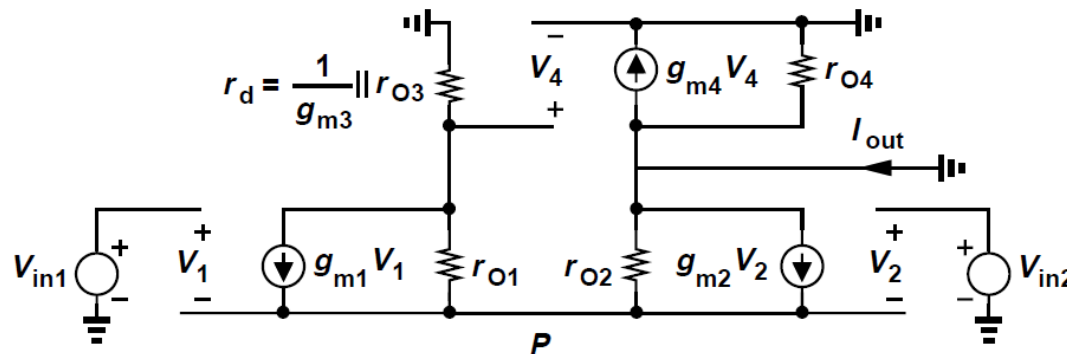 r_d = 1/g_m3 || r_O3
−
V_4
+
g_m4 V_4
r_O4
I_out
V_in1
+
−
+
V_1
−
g_m1 V_1
r_O1
r_O2
g_m2 V_2
+
V_2
−
+
−
V_in2
P